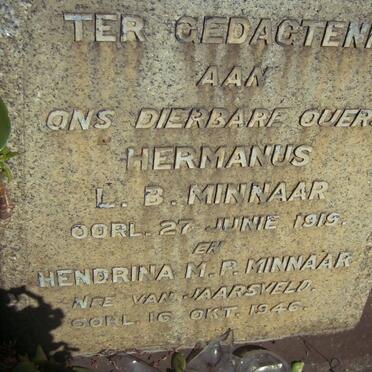 TER GEDAGTENI
AAN
ONS DIERBARE OUERS
HERMANUS
L. B. MINNAAR
OORL. 27 JUNIE 1919.
EN
HENDRINA M. P. MINNAAR
NEE VAN JAARSVELD.
OORL. 16 OKT. 1946.